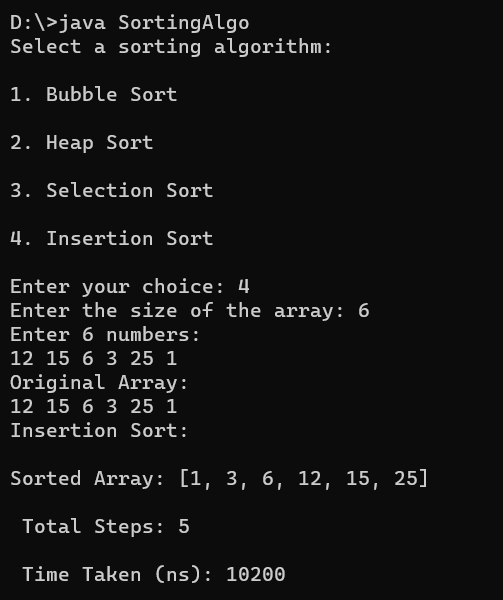 D:\>java SortingAlgo
Select a sorting algorithm:
1. Bubble Sort
2. Heap Sort
3. Selection Sort
4. Insertion Sort
Enter your choice: 4
Enter the size of the array: 6
Enter 6 numbers:
12 15 6 3 25 1
Original Array:
12 15 6 3 25 1
Insertion Sort:
Sorted Array: [1, 3, 6, 12, 15, 25]
Total Steps: 5
Time Taken (ns): 10200